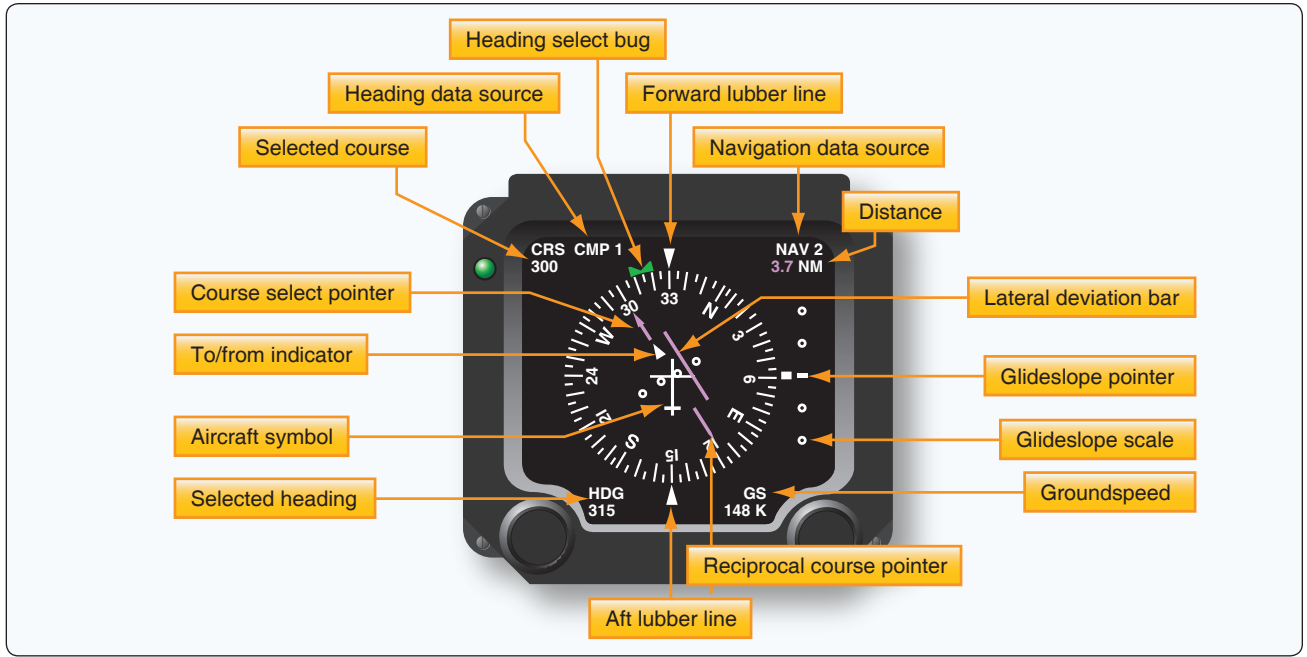 Heading select bug
Heading data source
Forward lubber line
Selected course
Navigation data source
Distance
CRS CMP 1
300
NAV 2
3.7 NM
Course select pointer
To/from indicator
Aircraft symbol
Selected heading
33
N
3
6
E
12
15
S
21
24
W
30
HDG
315
GS
148 K
Lateral deviation bar
Glideslope pointer
Glideslope scale
Groundspeed
Reciprocal course pointer
Aft lubber line